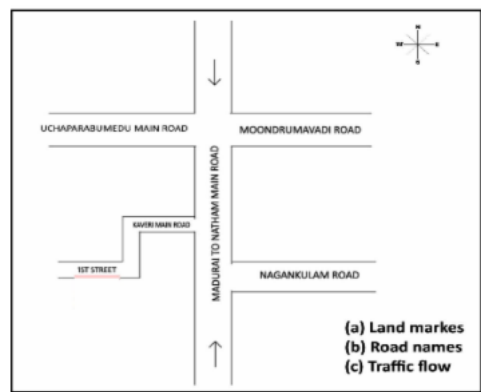 N
W E
S
UCHAPARABUMEDU MAIN ROAD
MOONDRUMAVADI ROAD
MADURAI TO NATHAM MAIN ROAD
KAVERI MAIN ROAD
1ST STREET
NAGANKULAM ROAD
(a) Land markes
(b) Road names
(c) Traffic flow